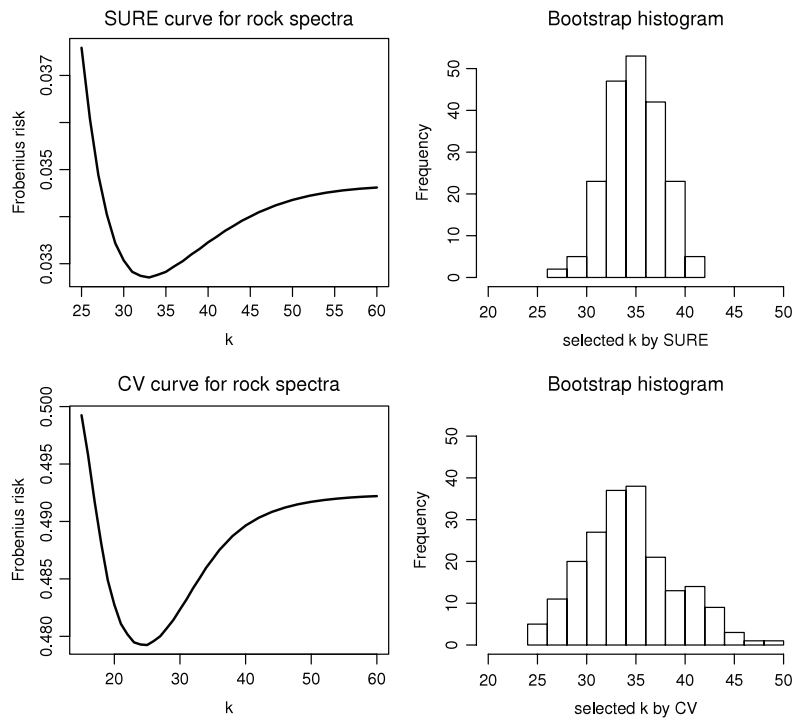 SURE curve for rock spectra
Frobenius risk
0.033 0.035 0.037
25 30 35 40 45 50 55 60
k
Bootstrap histogram
Frequency
0 10 20 30 40 50
20 25 30 35 40 45 50
selected k by SURE
CV curve for rock spectra
Frobenius risk
0.480 0.485 0.490 0.495 0.500
20 30 40 50 60
k
Bootstrap histogram
Frequency
0 10 20 30 40 50
20 25 30 35 40 45 50
selected k by CV